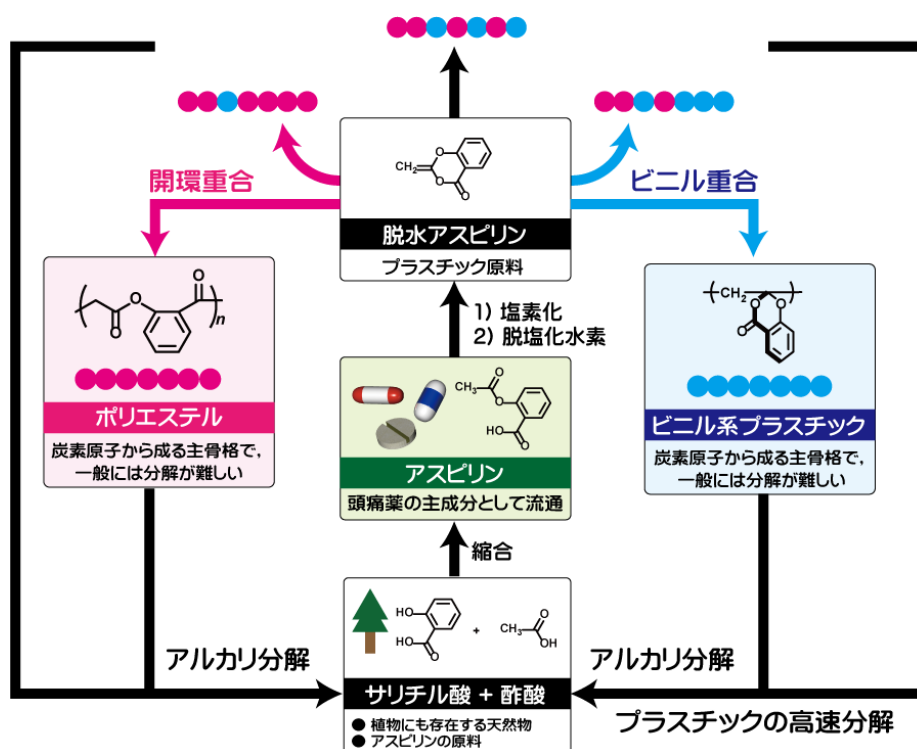 開環重合
ビニル重合
CH₂
O
O
O
脱水アスピリン
プラスチック原料
O
O
O
n
ポリエステル
炭素原子から成る主骨格で,
一般には分解が難しい
CH₂
O
O
O
ビニル系プラスチック
炭素原子から成る主骨格で,
一般には分解が難しい
1) 塩素化
2) 脱塩化水素
CH₃
O
O
HO
O
アスピリン
頭痛薬の主成分として流通
縮合
HO
HO
O
+
CH₃
O
OH
サリチル酸 + 酢酸
● 植物にも存在する天然物
● アスピリンの原料
アルカリ分解
アルカリ分解
プラスチックの高速分解